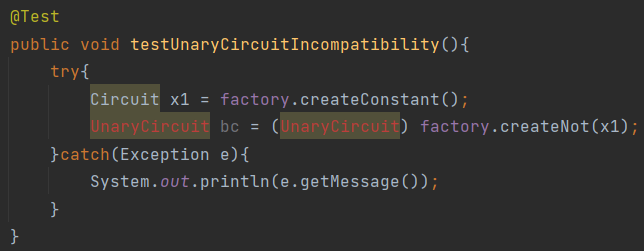 @Test
public void testUnaryCircuitIncompatibility(){
try{
Circuit x1 = factory.createConstant();
UnaryCircuit bc = (UnaryCircuit) factory.createNot(x1);
}catch(Exception e){
System.out.println(e.getMessage());
}
}